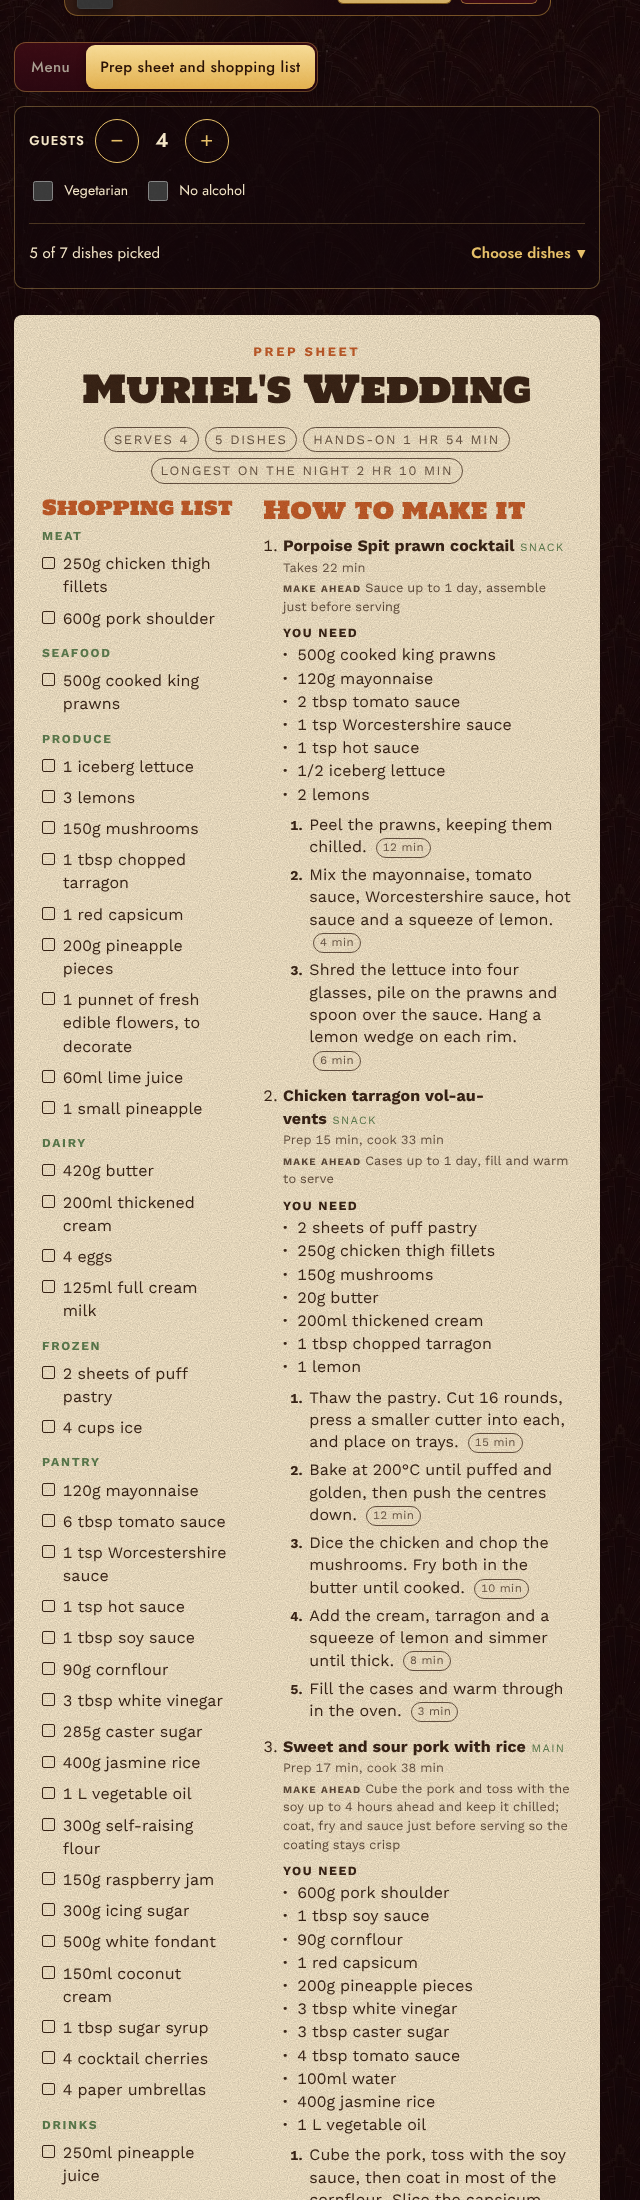 Menu
Prep sheet and shopping list
GUESTS − 4 +
Vegetarian
No alcohol
5 of 7 dishes picked
Choose dishes ▼
PREP SHEET
MURIEL'S WEDDING
SERVES 4
5 DISHES
HANDS-ON 1 HR 54 MIN
LONGEST ON THE NIGHT 2 HR 10 MIN
SHOPPING LIST
MEAT
250g chicken thigh
fillets
600g pork shoulder
SEAFOOD
500g cooked king
prawns
PRODUCE
1 iceberg lettuce
3 lemons
150g mushrooms
1 tbsp chopped
tarragon
1 red capsicum
200g pineapple
pieces
1 punnet of fresh
edible flowers, to
decorate
60ml lime juice
1 small pineapple
DAIRY
420g butter
200ml thickened
cream
4 eggs
125ml full cream
milk
FROZEN
2 sheets of puff
pastry
4 cups ice
PANTRY
120g mayonnaise
6 tbsp tomato sauce
1 tsp Worcestershire
sauce
1 tsp hot sauce
1 tbsp soy sauce
90g cornflour
3 tbsp white vinegar
285g caster sugar
400g jasmine rice
1 L vegetable oil
300g self-raising
flour
150g raspberry jam
300g icing sugar
500g white fondant
150ml coconut
cream
1 tbsp sugar syrup
4 cocktail cherries
4 paper umbrellas
DRINKS
250ml pineapple
juice
HOW TO MAKE IT
1. Porpoise Spit prawn cocktail SNACK
Takes 22 min
MAKE AHEAD Sauce up to 1 day, assemble
just before serving
YOU NEED
• 500g cooked king prawns
• 120g mayonnaise
• 2 tbsp tomato sauce
• 1 tsp Worcestershire sauce
• 1 tsp hot sauce
• 1/2 iceberg lettuce
• 2 lemons
1. Peel the prawns, keeping them
chilled. 12 min
2. Mix the mayonnaise, tomato
sauce, Worcestershire sauce, hot
sauce and a squeeze of lemon.
4 min
3. Shred the lettuce into four
glasses, pile on the prawns and
spoon over the sauce. Hang a
lemon wedge on each rim.
6 min
2. Chicken tarragon vol-au-
vents SNACK
Prep 15 min, cook 33 min
MAKE AHEAD Cases up to 1 day, fill and warm
to serve
YOU NEED
• 2 sheets of puff pastry
• 250g chicken thigh fillets
• 150g mushrooms
• 20g butter
• 200ml thickened cream
• 1 tbsp chopped tarragon
• 1 lemon
1. Thaw the pastry. Cut 16 rounds,
press a smaller cutter into each,
and place on trays. 15 min
2. Bake at 200°C until puffed and
golden, then push the centres
down. 12 min
3. Dice the chicken and chop the
mushrooms. Fry both in the
butter until cooked. 10 min
4. Add the cream, tarragon and a
squeeze of lemon and simmer
until thick. 8 min
5. Fill the cases and warm through
in the oven. 3 min
3. Sweet and sour pork with rice MAIN
Prep 17 min, cook 38 min
MAKE AHEAD Cube the pork and toss with the
soy up to 4 hours ahead and keep it chilled;
coat, fry and sauce just before serving so the
coating stays crisp
YOU NEED
• 600g pork shoulder
• 1 tbsp soy sauce
• 90g cornflour
• 1 red capsicum
• 200g pineapple pieces
• 3 tbsp white vinegar
• 3 tbsp caster sugar
• 4 tbsp tomato sauce
• 100ml water
• 400g jasmine rice
• 1 L vegetable oil
1. Cube the pork, toss with the soy
sauce, then coat in most of the
cornflour. Slice the capsicum